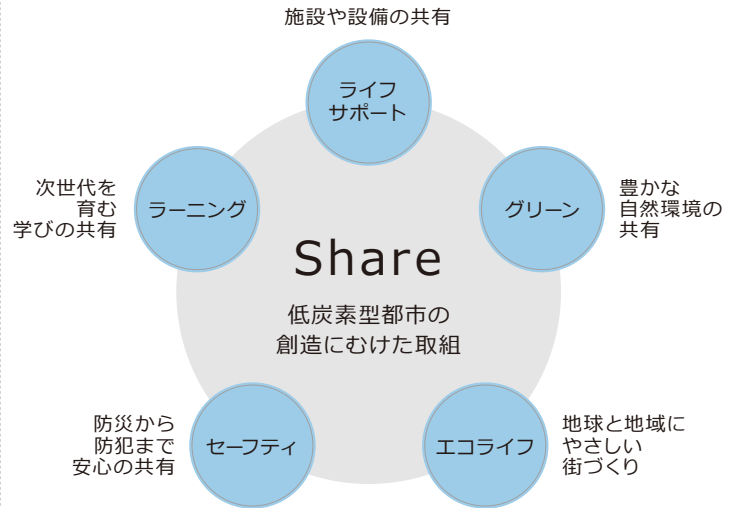 施設や設備の共有
ライフ
サポート
次世代を
育む
学びの共有
ラーニング
グリーン
豊かな
自然環境の
共有
Share
低炭素型都市の
創造にむけた取組
防災から
防犯まで
安心の共有
セーフティ
エコライフ
地球と地域に
やさしい
街づくり